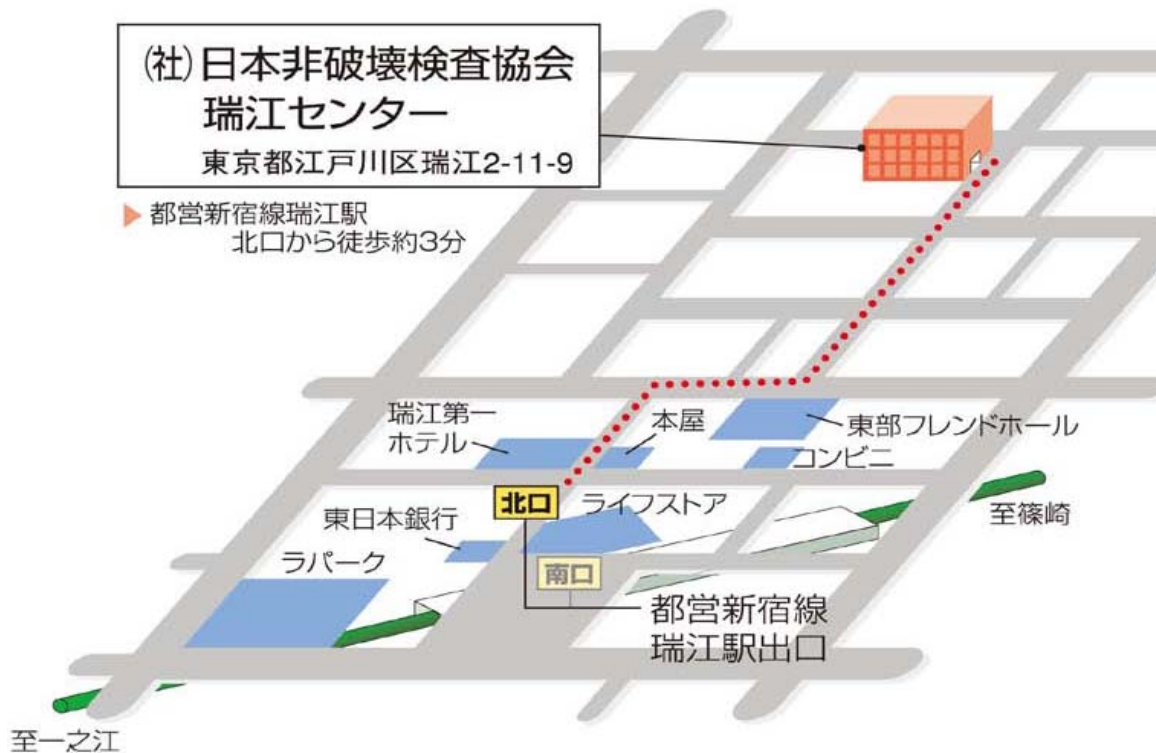 (社)日本非破壊検査協会
瑞江センター
東京都江戸川区瑞江2-11-9
都営新宿線瑞江駅
北口から徒歩約3分
瑞江第一
ホテル
本屋
東部フレンドホール
コンビニ
北口
ライフストア
至篠崎
東日本銀行
ラパーク
南口
都営新宿線
瑞江駅出口
至一之江